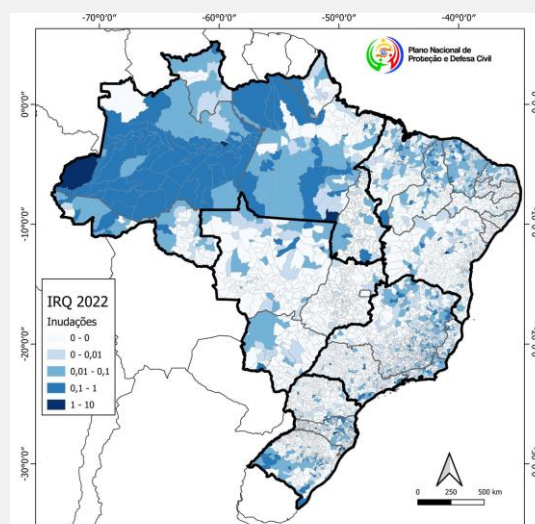 -70°0'0"
-60°0'0"
-50°0'0"
-40°0'0"
Plano Nacional de
Proteção e Defesa Civil
0°0'0"
-10°0'0"
-20°0'0"
-30°0'0"
IRQ 2022
Inudações
0 - 0
0 - 0,01
0,01 - 0,1
0,1 - 1
1 - 10
0 250 500 km